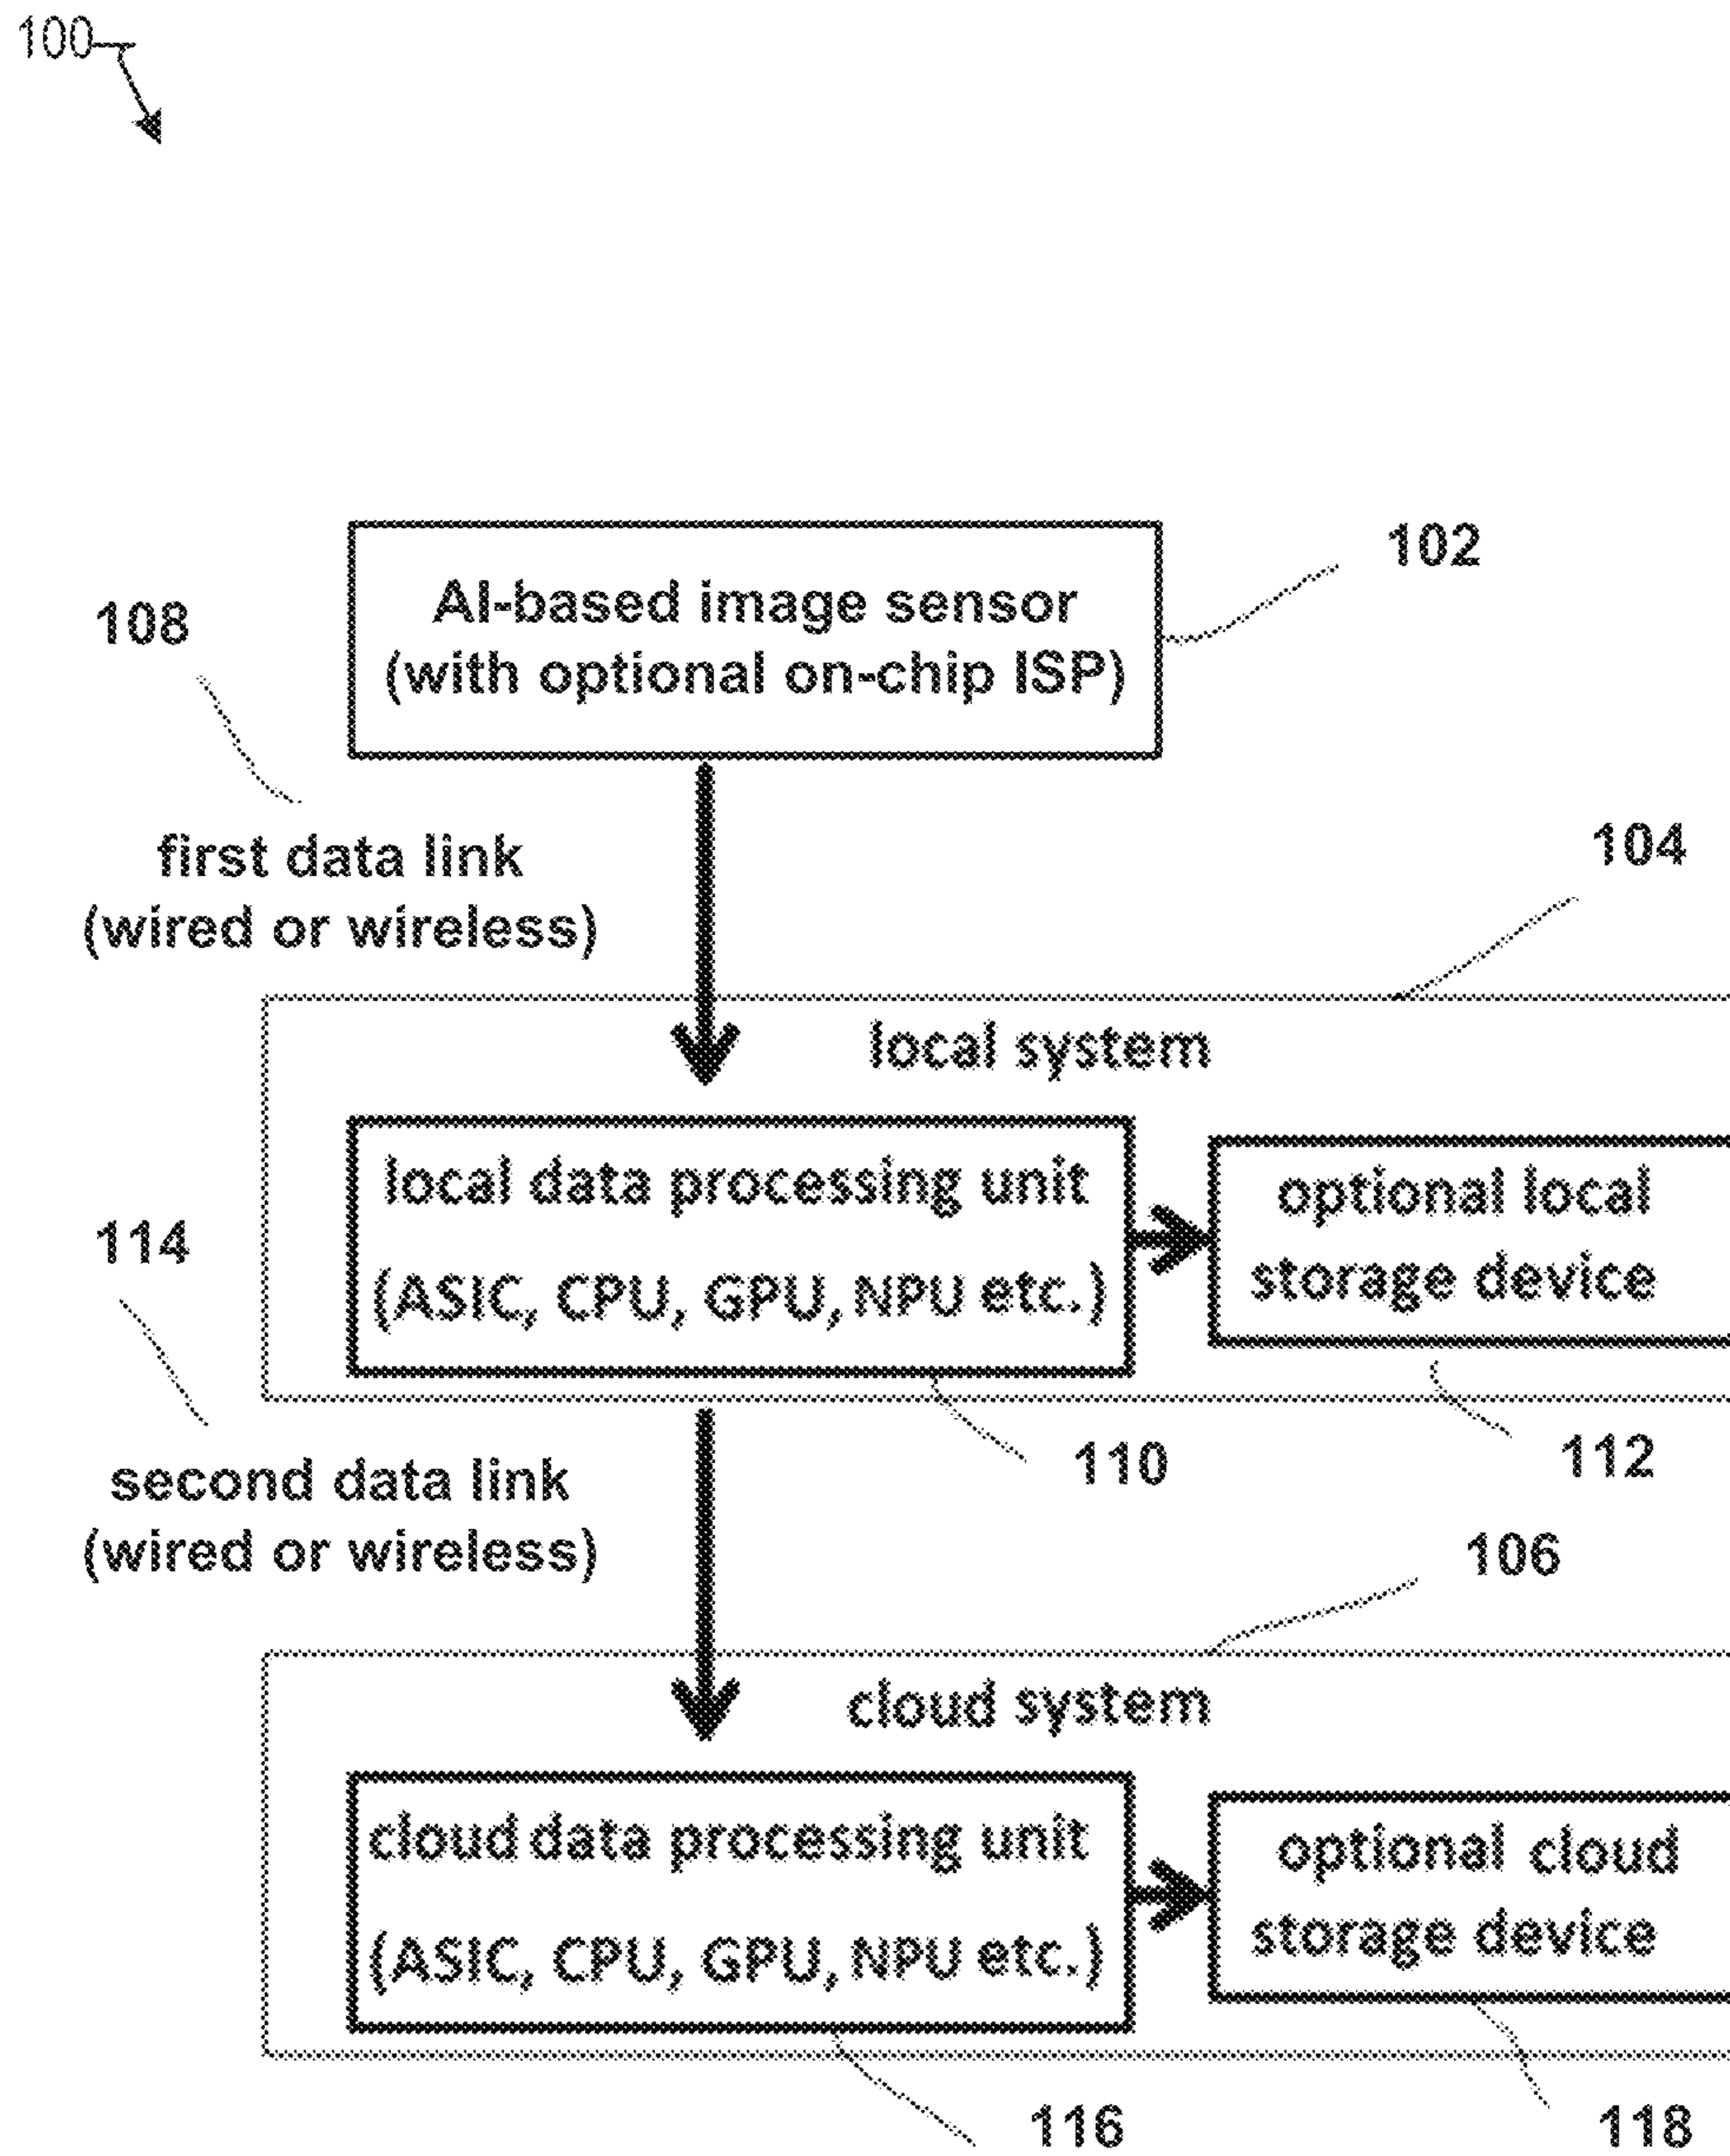 100
102
AI-based image sensor
(with optional on-chip ISP)
108
first data link
(wired or wireless)
104
local system
local data processing unit
(ASIC, CPU, GPU, NPU etc.)
optional local
storage device
114
110
112
second data link
(wired or wireless)
106
cloud system
cloud data processing unit
(ASIC, CPU, GPU, NPU etc.)
optional cloud
storage device
116
118